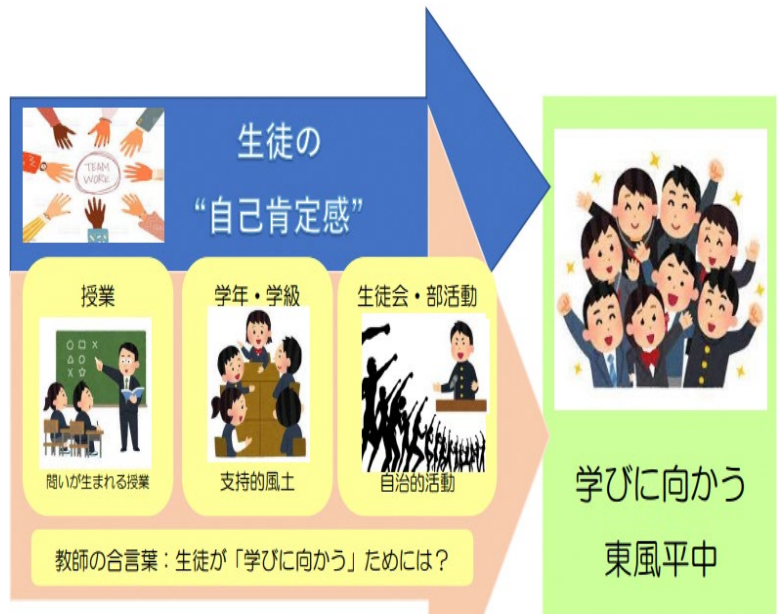 TEAM
WORK
生徒の
“自己肯定感”
授業
問いが生まれる授業
学年・学級
支持的風土
生徒会・部活動
自治的活動
教師の合言葉：生徒が「学びに向かう」ためには？
学びに向かう
東風平中